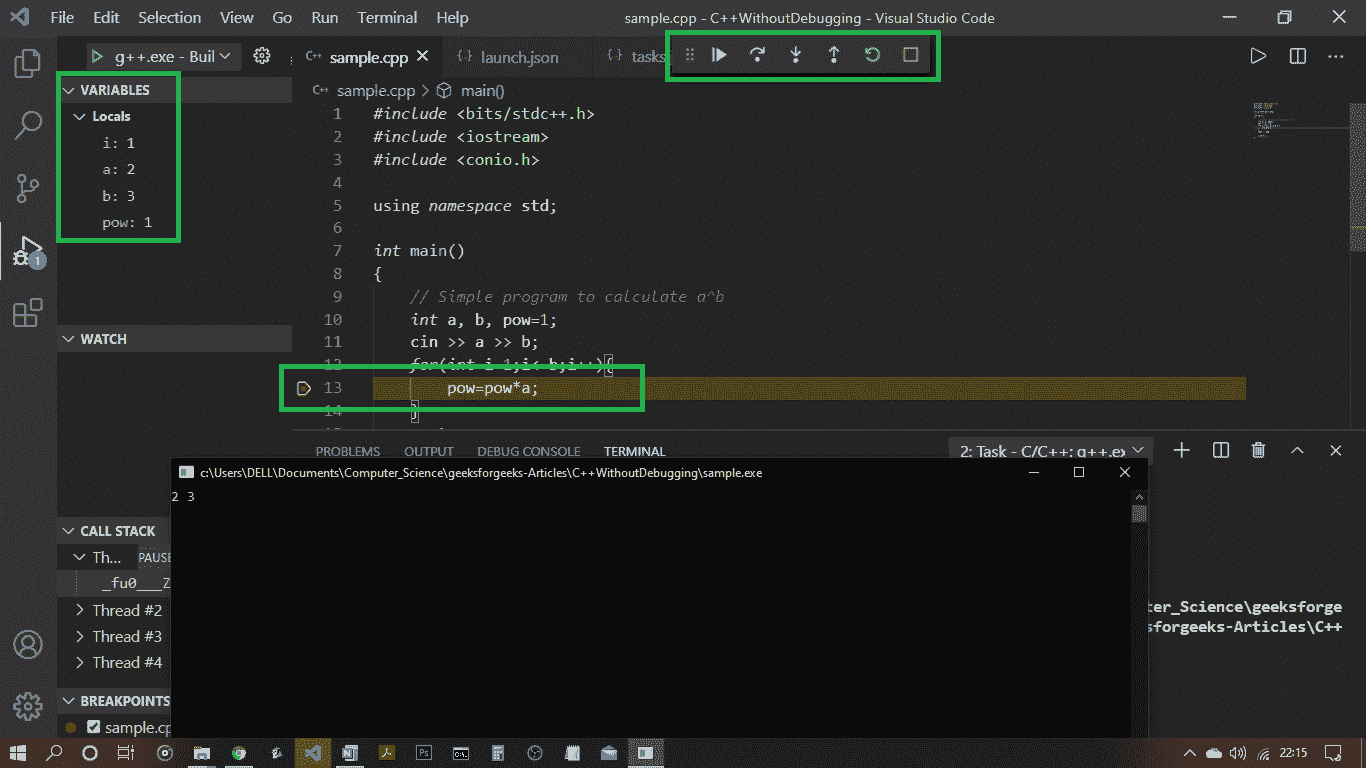 File Edit Selection View Go Run Terminal Help
sample.cpp - C++WithoutDebugging - Visual Studio Code
g++.exe - Buil
sample.cpp
launch.json
tasks
VARIABLES
Locals
i: 1
a: 2
b: 3
pow: 1
WATCH
CALL STACK
Th... PAUSE
_fu0___Z
Thread #2
Thread #3
Thread #4
BREAKPOINTS
sample.cp
1
sample.cpp > main()
1 #include <bits/stdc++.h>
2 #include <iostream>
3 #include <conio.h>
4
5 using namespace std;
6
7 int main()
8 {
9 // Simple program to calculate a^b
10 int a, b, pow=1;
11 cin >> a >> b;
12 for(int i=1;i<=b;i++){
13 pow=pow*a;
14 }
PROBLEMS OUTPUT DEBUG CONSOLE TERMINAL
2: Task - C/C++: g++.ex
c:\Users\DELL\Documents\Computer_Science\geeksforgeeks-Articles\C++WithoutDebugging\sample.exe
2 3
ter_Science\geeksforge
sforgeeks-Articles\C++
22:15